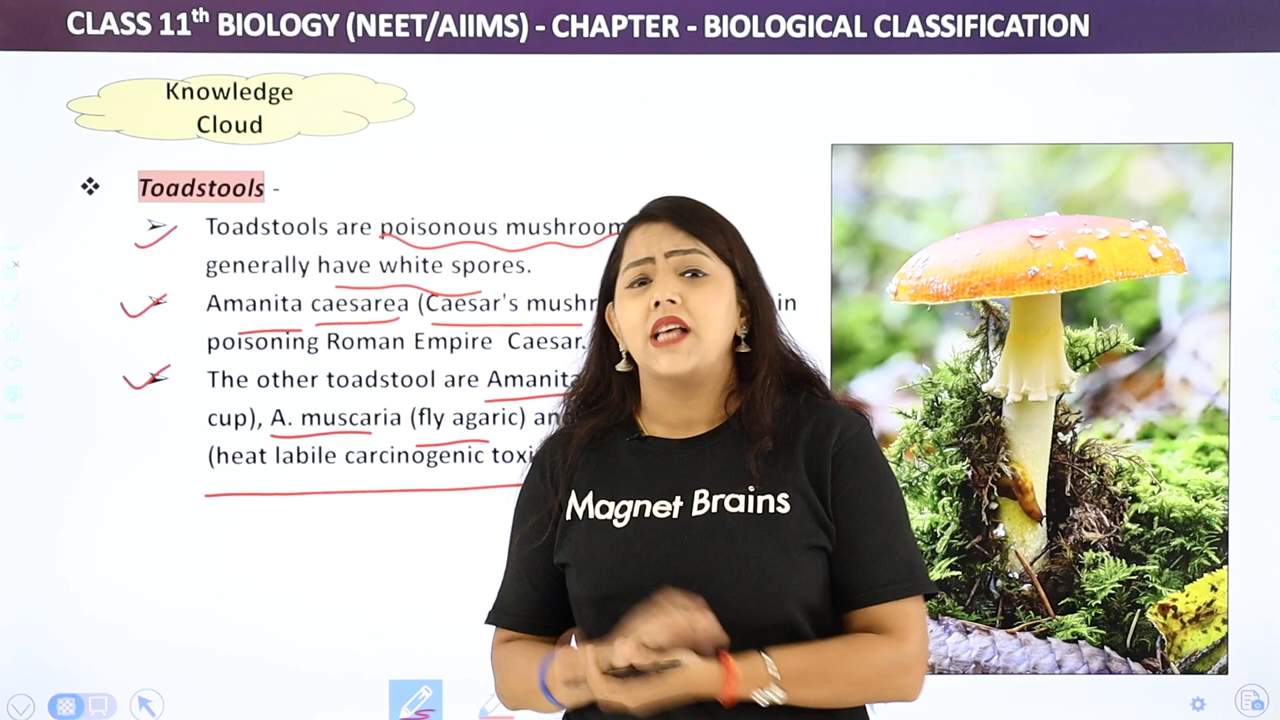 CLASS 11th BIOLOGY (NEET/AIIMS) - CHAPTER - BIOLOGICAL CLASSIFICATION
Knowledge
Cloud
Toadstools -
Toadstools are poisonous mushroom
generally have white spores.
Amanita caesarea (Caesar's mushr in
poisoning Roman Empire Caesar.
The other toadstool are Amanita
cup), A. muscaria (fly agaric) an
(heat labile carcinogenic toxi
Magnet Brains